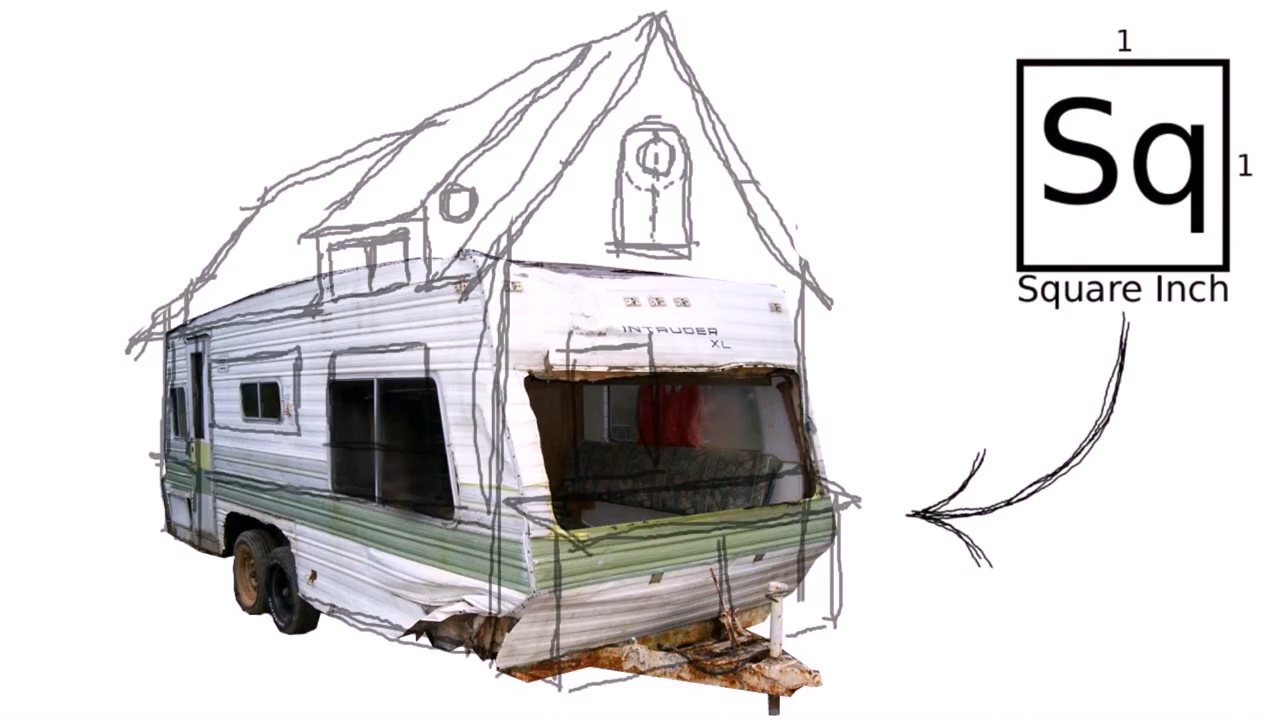 1
Sq
1
Square Inch
INTRUDER
XL